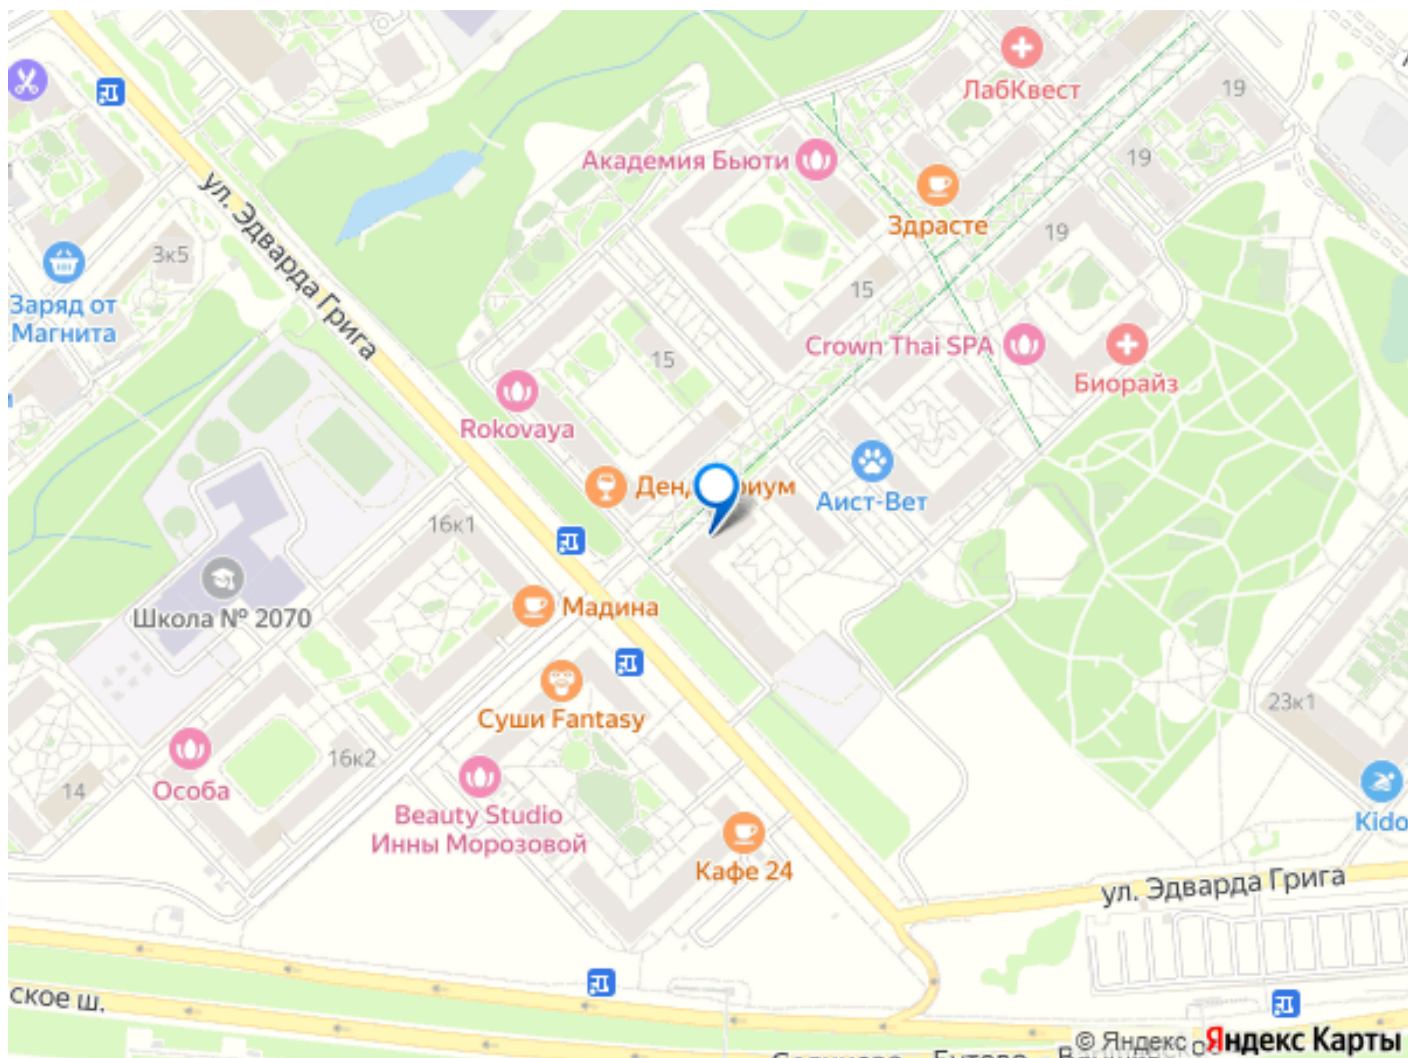 ЛабКвест
19
Академия Бьюти
19
Здрасте
ул. Эдварда Грига
3к5
19
Заряд от
Магнита
15
Crown Thai SPA
15
Биорайз
Rokovaya
Аист-Вет
16к1
Школа № 2070
Мадина
Суши Fantasy
23к1
16к2
Особа
14
Beauty Studio
Инны Морозовой
Kido
Кафе 24
ул. Эдварда Грига
ское ш.
© Яндекс
Яндекс Карты